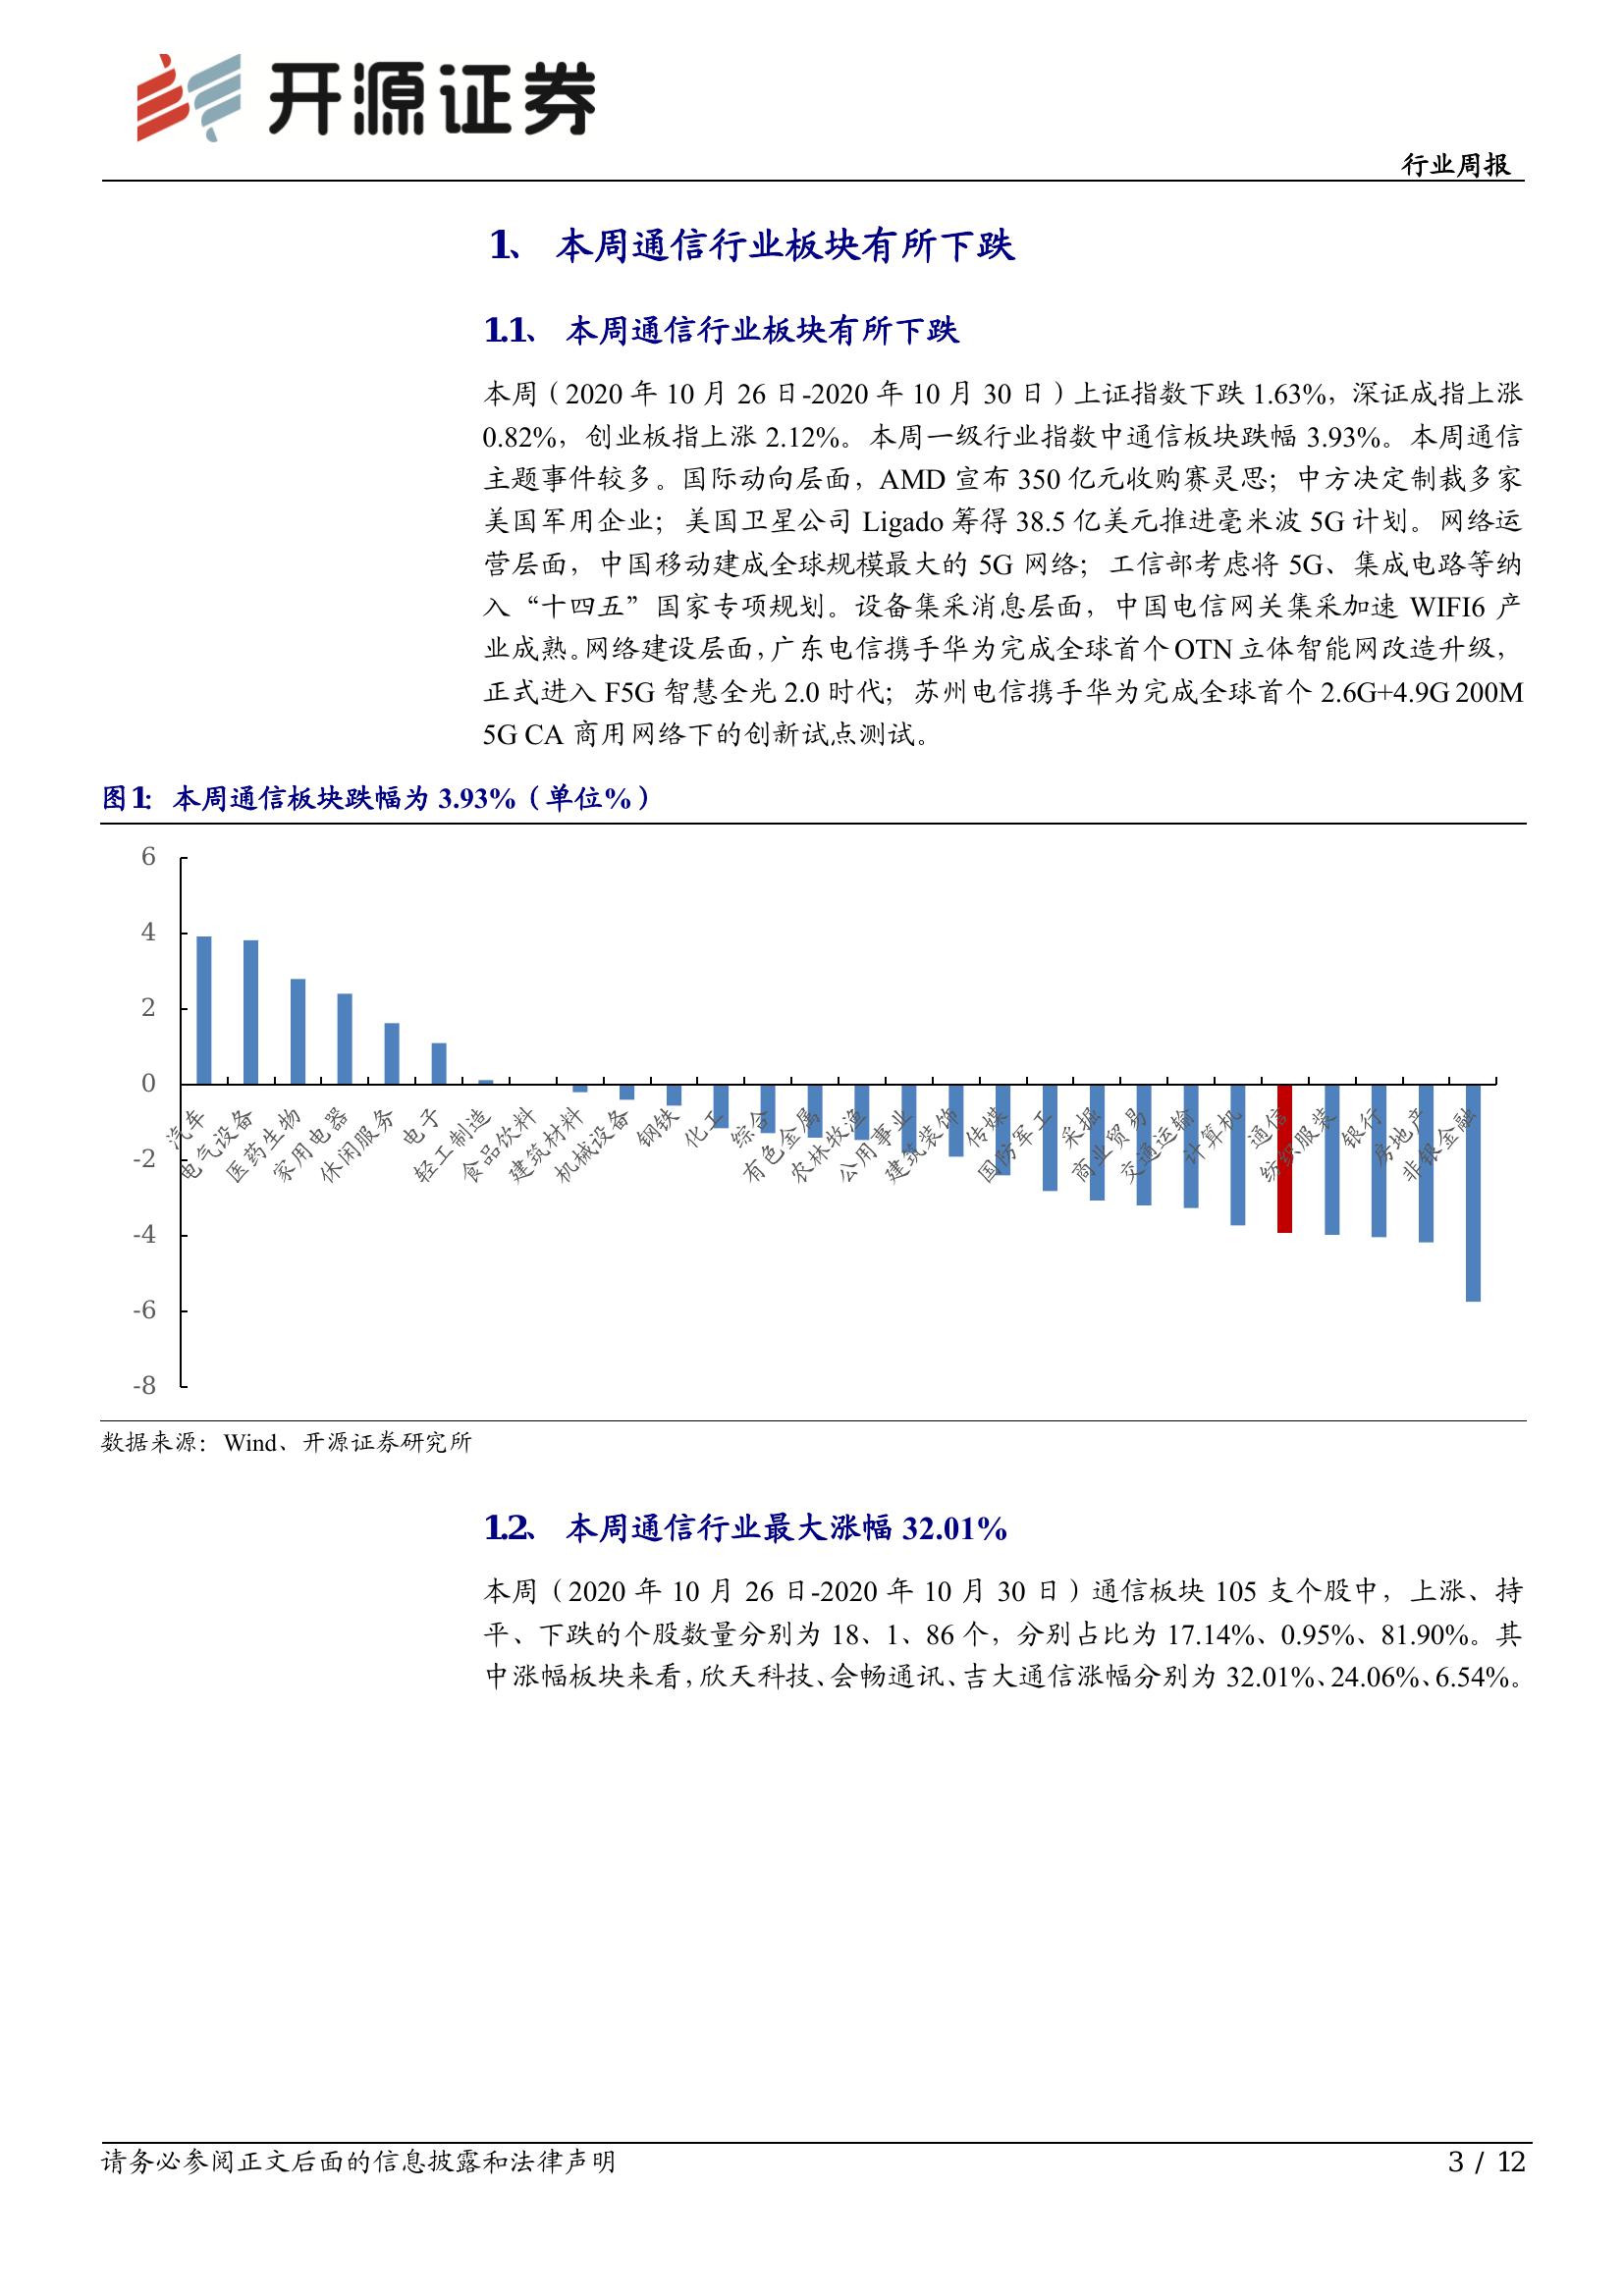 开源证券
行业周报
1、 本周通信行业板块有所下跌
1.1、 本周通信行业板块有所下跌
本周（2020 年 10 月 26 日-2020 年 10 月 30 日）上证指数下跌 1.63%，深证成指上涨
0.82%，创业板指上涨 2.12%。本周一级行业指数中通信板块跌幅 3.93%。本周通信
主题事件较多。国际动向层面，AMD 宣布 350 亿元收购赛灵思；中方决定制裁多家
美国军用企业；美国卫星公司 Ligado 筹得 38.5 亿美元推进毫米波 5G 计划。网络运
营层面，中国移动建成全球规模最大的 5G 网络；工信部考虑将 5G、集成电路等纳
入“十四五”国家专项规划。设备集采消息层面，中国电信网关集采加速 WIFI6 产
业成熟。网络建设层面，广东电信携手华为完成全球首个 OTN 立体智能网改造升级，
正式进入 F5G 智慧全光 2.0 时代；苏州电信携手华为完成全球首个 2.6G+4.9G 200M
5G CA 商用网络下的创新试点测试。
图1： 本周通信板块跌幅为 3.93%（单位%）
6
4
2
0
-2
-4
-6
-8
汽车
电气设备
医药生物
家用电器
休闲服务
电子
轻工制造
食品饮料
建筑材料
机械设备
钢铁
化工
综合
有色金属
农林牧渔
公用事业
建筑装饰
传媒
国防军工
采掘
商业贸易
交通运输
计算机
通信
纺织服装
银行
房地产
非银金融
数据来源：Wind、开源证券研究所
1.2、 本周通信行业最大涨幅 32.01%
本周（2020 年 10 月 26 日-2020 年 10 月 30 日）通信板块 105 支个股中，上涨、持
平、下跌的个股数量分别为 18、1、86 个，分别占比为 17.14%、0.95%、81.90%。其
中涨幅板块来看，欣天科技、会畅通讯、吉大通信涨幅分别为 32.01%、24.06%、6.54%。
请务必参阅正文后面的信息披露和法律声明
3 / 12